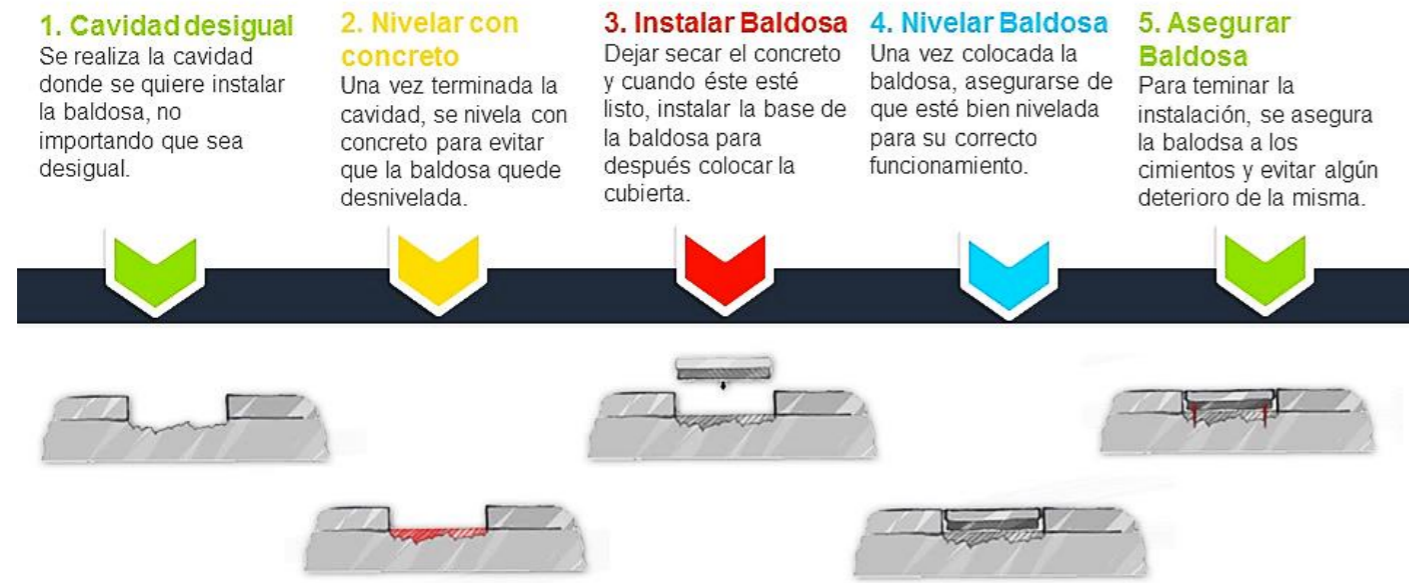 1. Cavidad desigual
Se realiza la cavidad
donde se quiere instalar
la baldosa, no
importando que sea
desigual.
2. Nivelar con
concreto
Una vez terminada la
cavidad, se nivela con
concreto para evitar
que la baldosa quede
desnivelada.
3. Instalar Baldosa
Dejar secar el concreto
y cuando éste esté
listo, instalar la base de
la baldosa para
después colocar la
cubierta.
4. Nivelar Baldosa
Una vez colocada la
baldosa, asegurarse de
que esté bien nivelada
para su correcto
funcionamiento.
5. Asegurar
Baldosa
Para teminar la
instalación, se asegura
la balodsa a los
cimientos y evitar algún
deterioro de la misma.